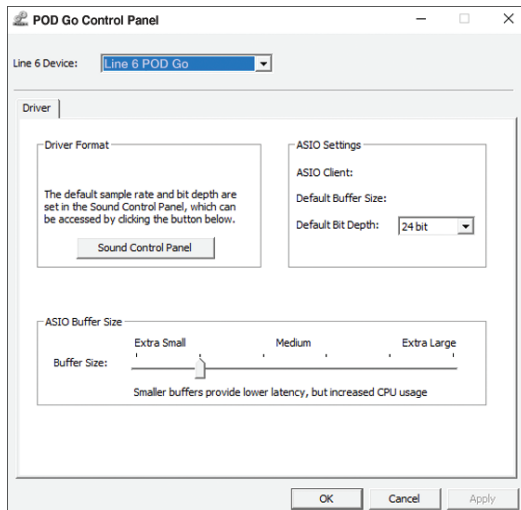 POD Go Control Panel
Line 6 Device: Line 6 POD Go
Driver
Driver Format
The default sample rate and bit depth are
set in the Sound Control Panel, which can
be accessed by clicking the button below.
Sound Control Panel
ASIO Settings
ASIO Client:
Default Buffer Size:
Default Bit Depth: 24 bit
ASIO Buffer Size
Extra Small Medium Extra Large
Buffer Size:
Smaller buffers provide lower latency, but increased CPU usage
OK Cancel Apply